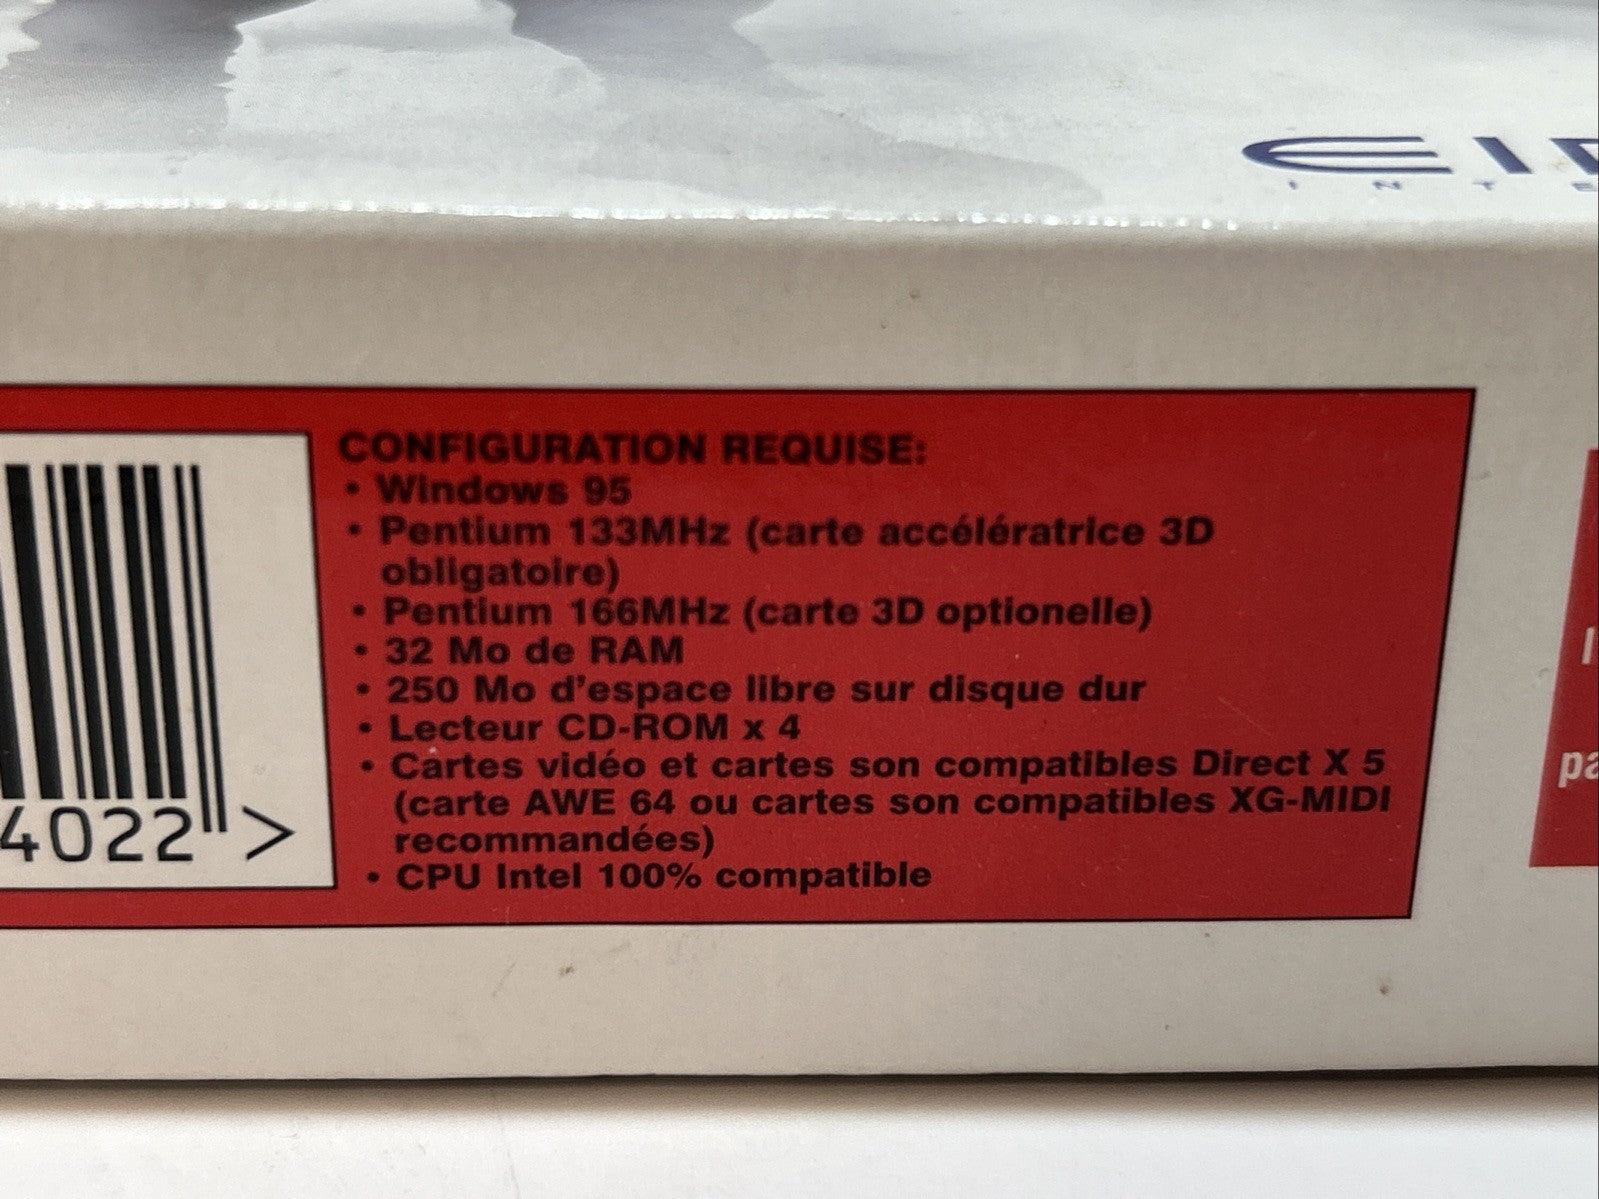 CONFIGURATION REQUISE:
• Windows 95
• Pentium 133MHz (carte accélératrice 3D
obligatoire)
• Pentium 166MHz (carte 3D optionelle)
• 32 Mo de RAM
• 250 Mo d'espace libre sur disque dur
• Lecteur CD-ROM x 4
• Cartes vidéo et cartes son compatibles Direct X 5
(carte AWE 64 ou cartes son compatibles XG-MIDI
recommandées)
• CPU Intel 100% compatible
4022 >